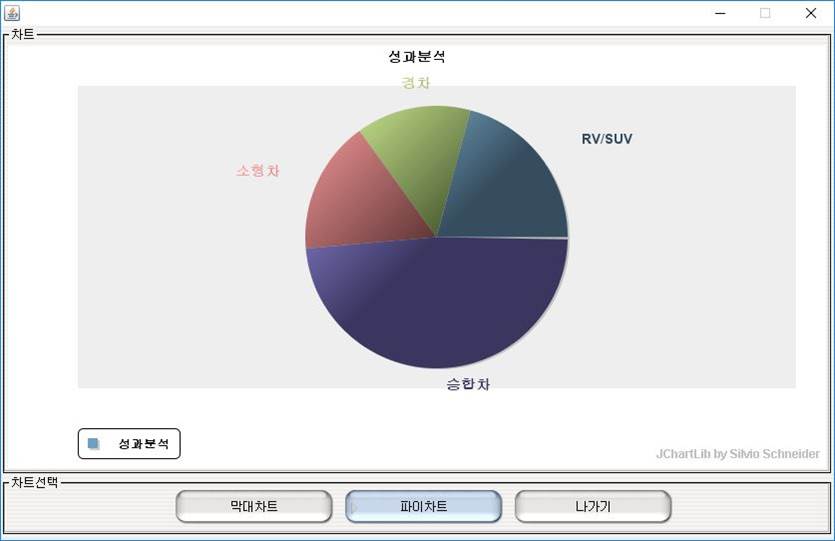 차트
성과분석
경차
RV/SUV
소형차
승합차
성과분석
JChartLib by Silvio Schneider
차트선택
막대차트
파이차트
나가기